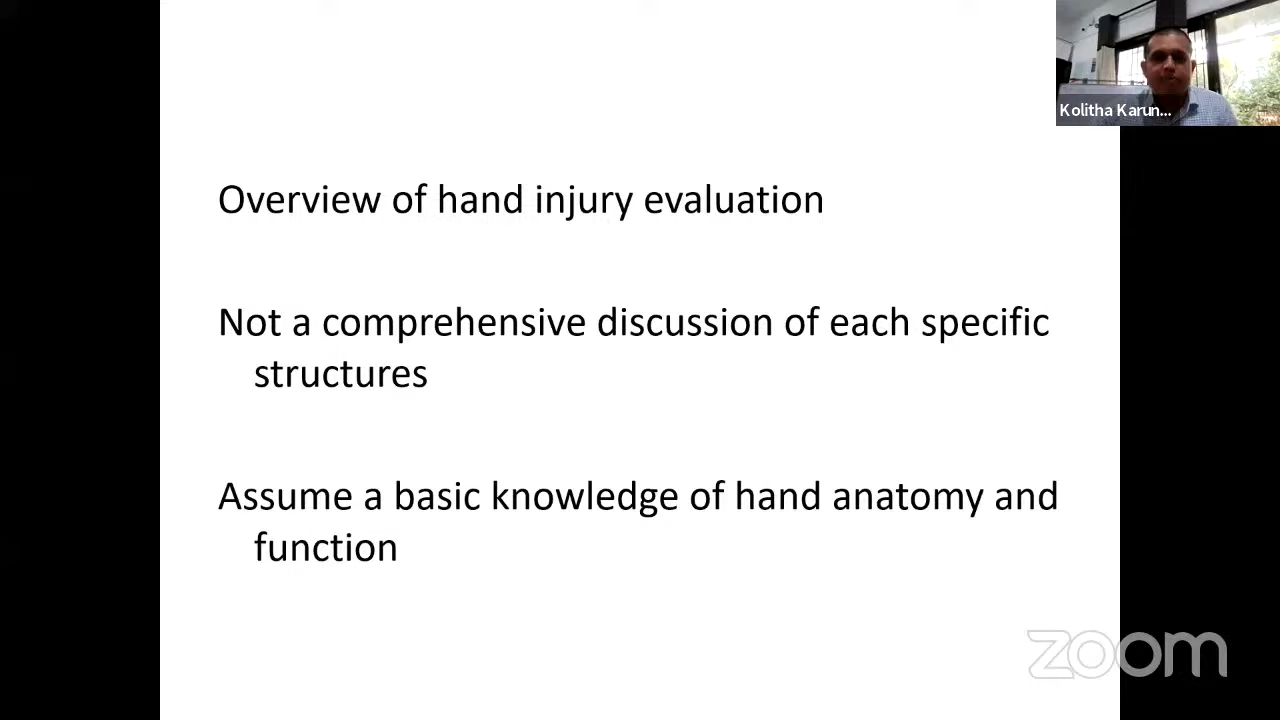 Kolitha Karun...
Overview of hand injury evaluation
Not a comprehensive discussion of each specific
structures
Assume a basic knowledge of hand anatomy and
function
zoom